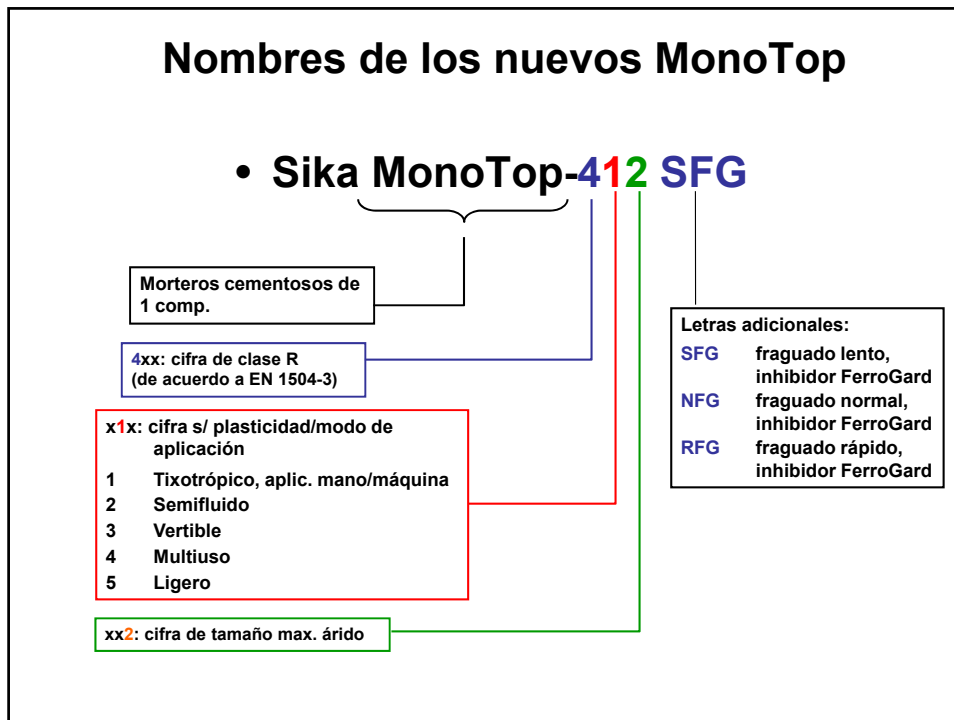 Nombres de los nuevos MonoTop
• Sika MonoTop-412 SFG
Morteros cementosos de
1 comp.
4xx: cifra de clase R
(de acuerdo a EN 1504-3)
x1x: cifra s/ plasticidad/modo de
aplicación
1 Tixotrópico, aplic. mano/máquina
2 Semifluido
3 Vertible
4 Multiuso
5 Ligero
xx2: cifra de tamaño max. árido
Letras adicionales:
SFG fraguado lento,
inhibidor FerroGard
NFG fraguado normal,
inhibidor FerroGard
RFG fraguado rápido,
inhibidor FerroGard